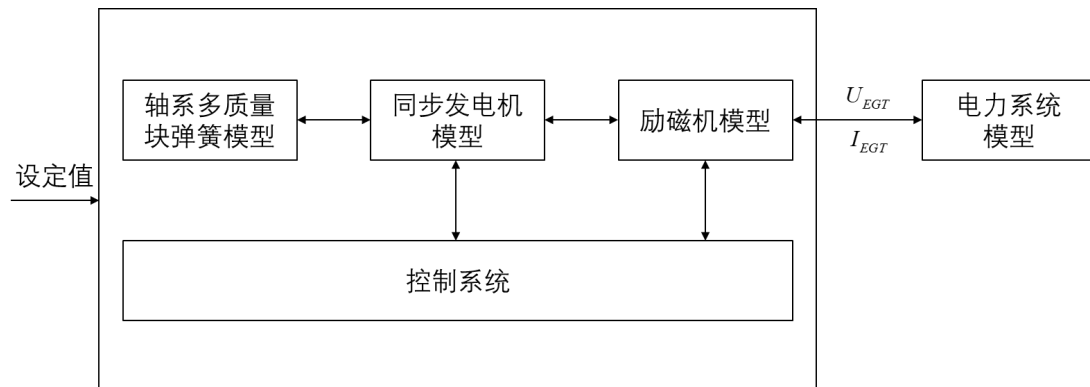 轴系多质量
块弹簧模型
同步发电机
模型
励磁机模型
U_EGT
I_EGT
电力系统
模型
设定值
控制系统